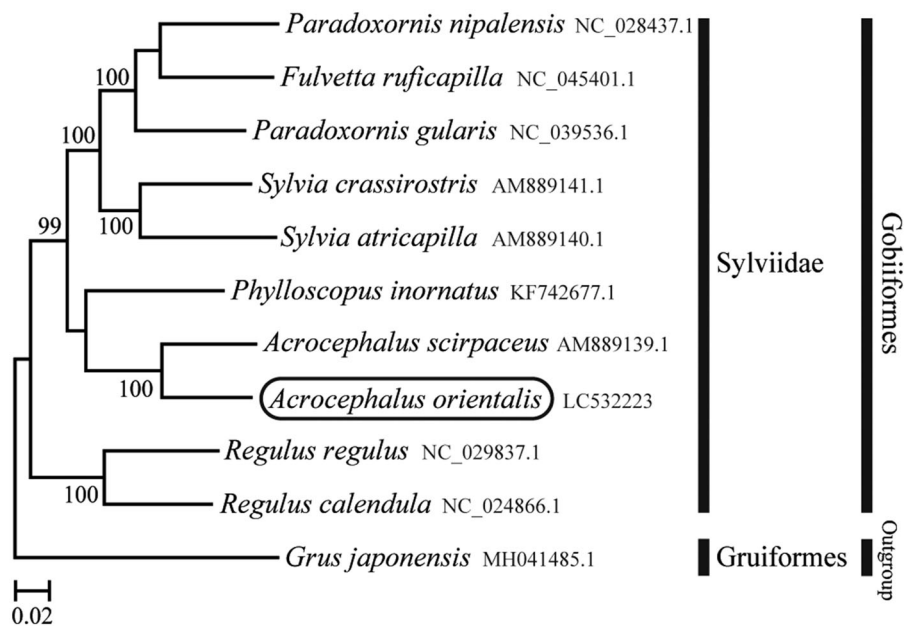 Paradoxornis nipalensis NC_028437.1
100
Fulvetta ruficapilla NC_045401.1
100
Paradoxornis gularis NC_039536.1
Sylvia crassirostris AM889141.1
99
100
Sylvia atricapilla AM889140.1
Sylviidae
Gobiiformes
Phylloscopus inornatus KF742677.1
Acrocephalus scirpaceus AM889139.1
100
Acrocephalus orientalis LC532223
Regulus regulus NC_029837.1
100
Regulus calendula NC_024866.1
Grus japonensis MH041485.1
Gruiformes
Outgroup
0.02